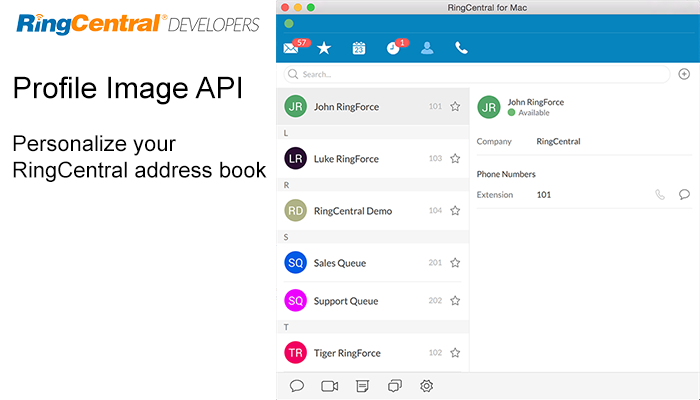 RingCentral® DEVELOPERS
Profile Image API
Personalize your
RingCentral address book
RingCentral for Mac
57
23
1
Search...
JR John RingForce 101
L
LR Luke RingForce 103
R
RD RingCentral Demo 104
S
SQ Sales Queue 201
SQ Support Queue 202
T
TR Tiger RingForce 102
JR John RingForce
Available
Company RingCentral
Phone Numbers
Extension 101